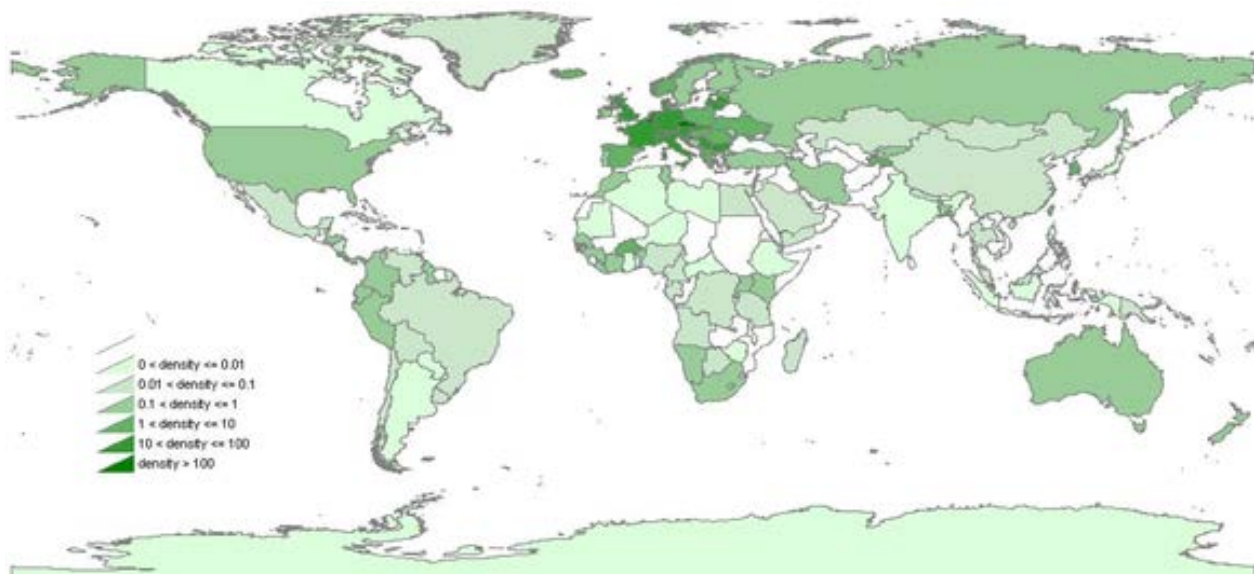 0 < density <= 0.01
0.01 < density <= 0.1
0.1 < density <= 1
1 < density <= 10
10 < density <= 100
density > 100